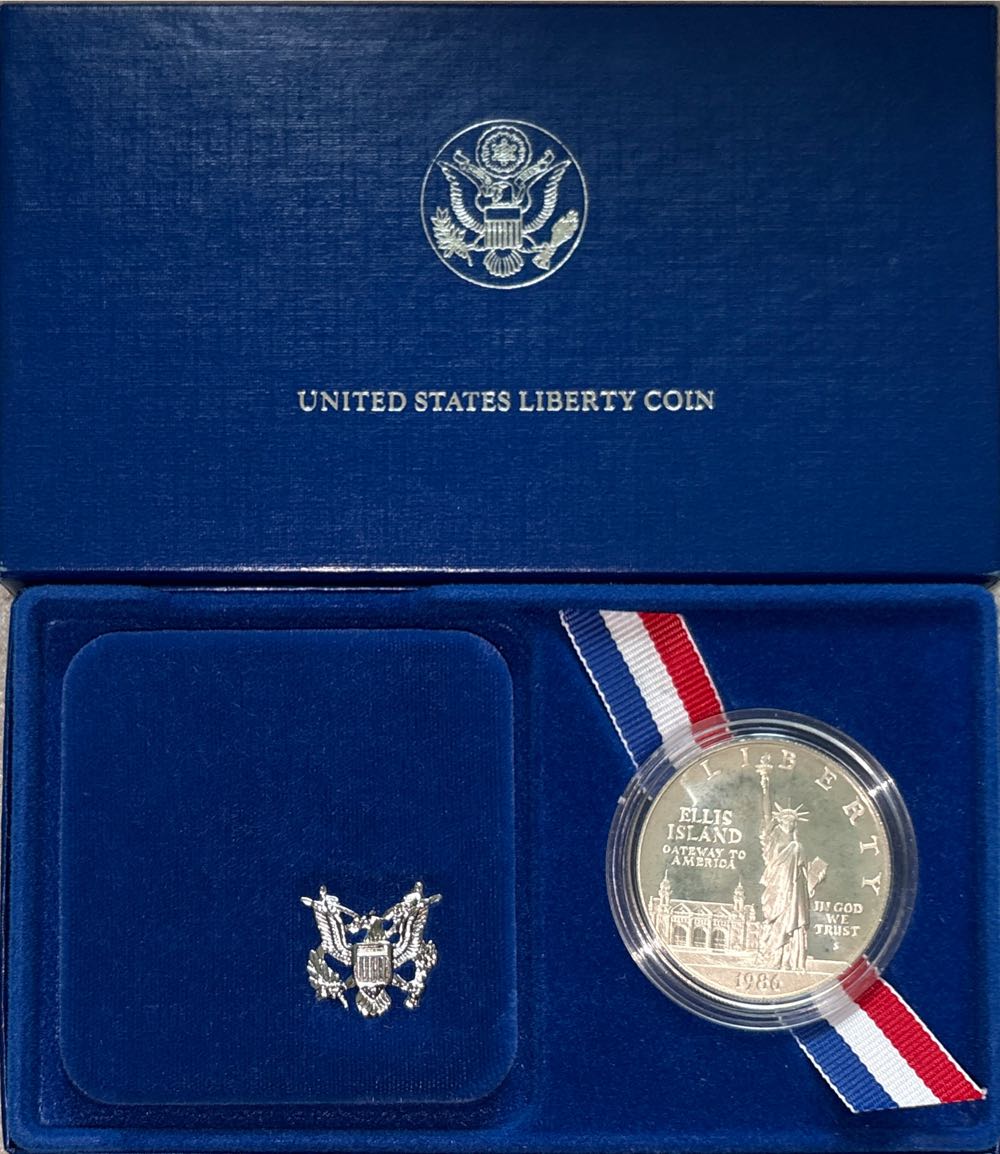 UNITED STATES LIBERTY COIN
LIBERTY
ELLIS
ISLAND
GATEWAY TO
AMERICA
IN GOD
WE
TRUST
S
1986